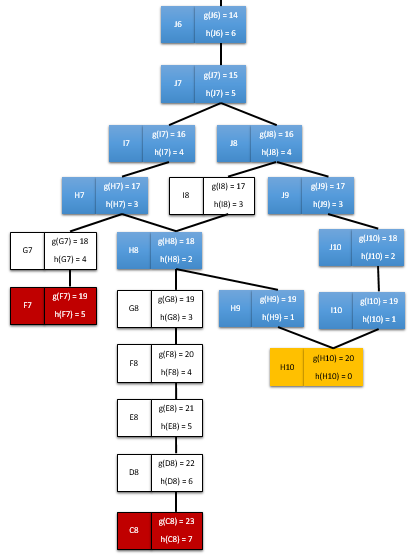 J6
g(J6) = 14
h(J6) = 6
J7
g(J7) = 15
h(J7) = 5
I7
g(I7) = 16
h(I7) = 4
J8
g(J8) = 16
h(J8) = 4
H7
g(H7) = 17
h(H7) = 3
I8
g(I8) = 17
h(I8) = 3
J9
g(J9) = 17
h(J9) = 3
G7
g(G7) = 18
h(G7) = 4
H8
g(H8) = 18
h(H8) = 2
J10
g(J10) = 18
h(J10) = 2
F7
g(F7) = 19
h(F7) = 5
G8
g(G8) = 19
h(G8) = 3
H9
g(H9) = 19
h(H9) = 1
I10
g(I10) = 19
h(I10) = 1
F8
g(F8) = 20
h(F8) = 4
H10
g(H10) = 20
h(H10) = 0
E8
g(E8) = 21
h(E8) = 5
D8
g(D8) = 22
h(D8) = 6
C8
g(C8) = 23
h(C8) = 7